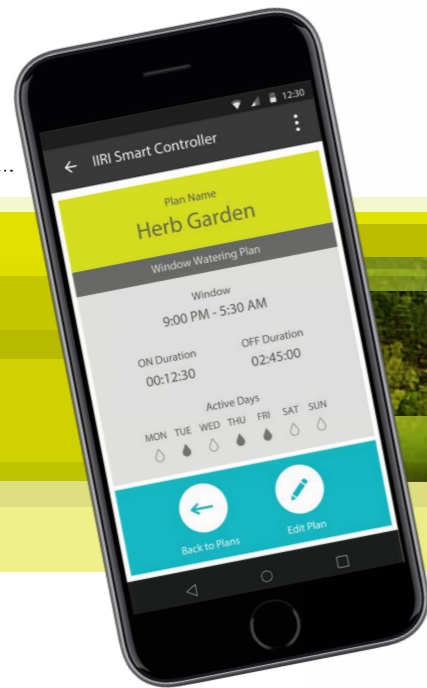 ...
12:30
IIRI Smart Controller
Plan Name
Herb Garden
Window Watering Plan
Window
9:00 PM - 5:30 AM
ON Duration OFF Duration
00:12:30 02:45:00
Active Days
MON TUE WED THU FRI SAT SUN
Back to Plans Edit Plan